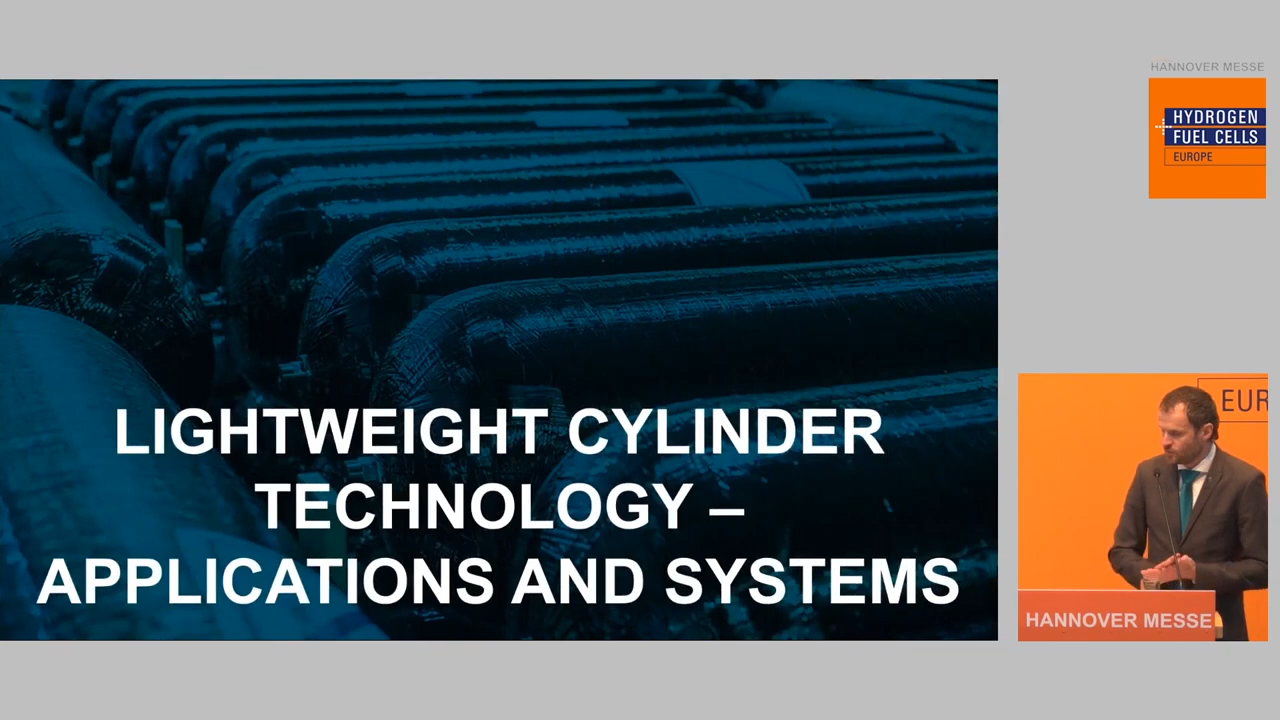 HANNOVER MESSE
HYDROGEN
FUEL CELLS
EUROPE
LIGHTWEIGHT CYLINDER
TECHNOLOGY –
APPLICATIONS AND SYSTEMS
EUR
HANNOVER MESSE